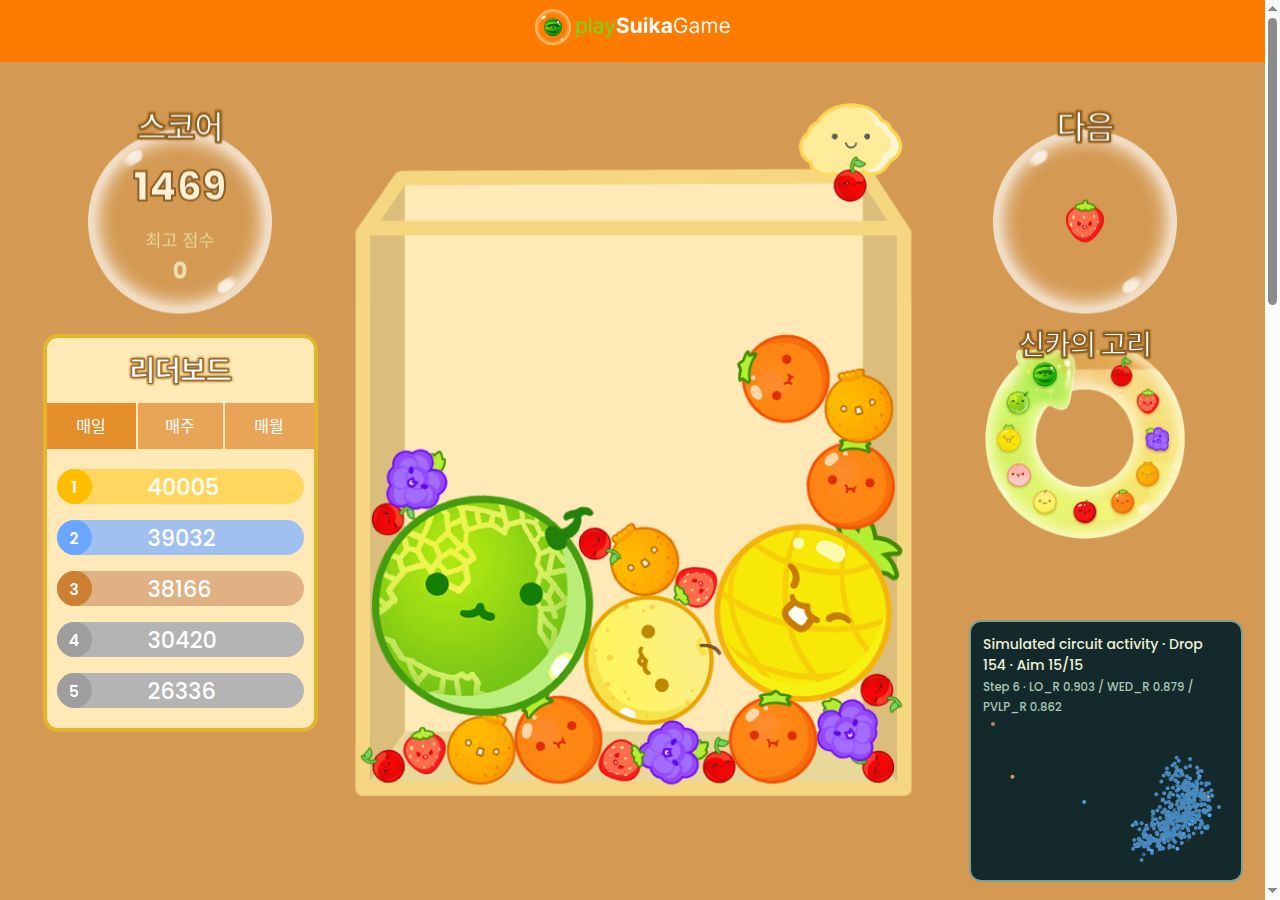 playSuikaGame
스코어
1469
최고 점수
0
다음
리더보드
매일 매주 매월
1 40005
2 39032
3 38166
4 30420
5 26336
신카의 고리
Simulated circuit activity · Drop
154 · Aim 15/15
Step 6 · LO_R 0.903 / WED_R 0.879 /
PVLP_R 0.862